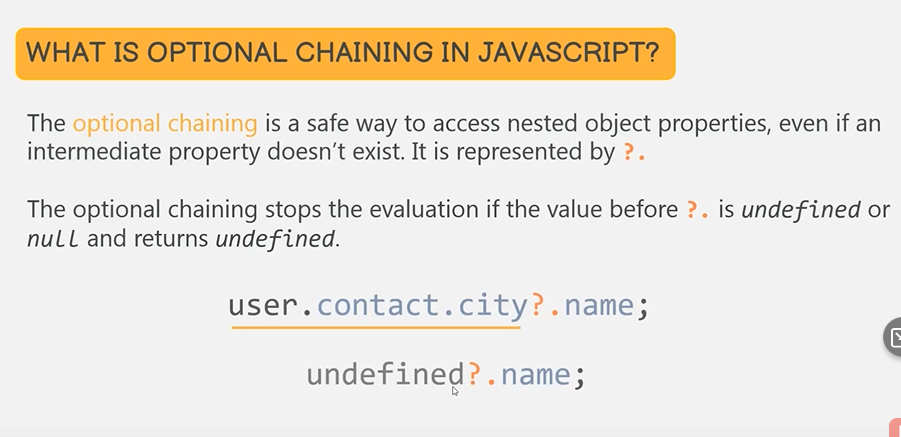 WHAT IS OPTIONAL CHAINING IN JAVASCRIPT?
The optional chaining is a safe way to access nested object properties, even if an
intermediate property doesn’t exist. It is represented by ?.
The optional chaining stops the evaluation if the value before ?. is undefined or
null and returns undefined.
user.contact.city?.name;
undefined?.name;